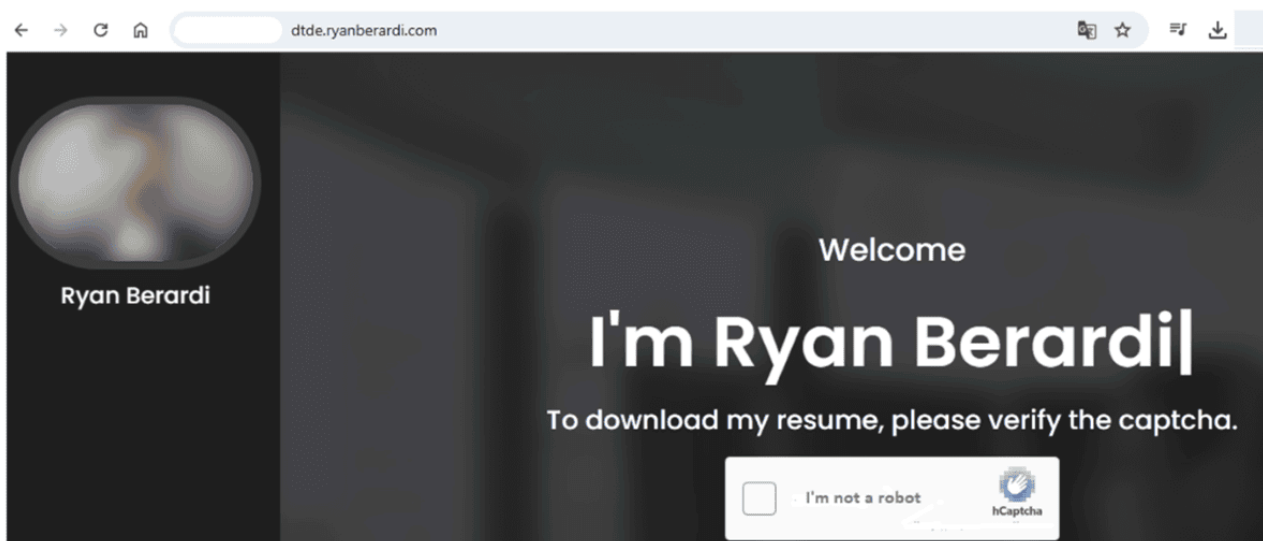 dtde.ryanberardi.com
Ryan Berardi
Welcome
I'm Ryan Berardi|
To download my resume, please verify the captcha.
I'm not a robot
hCaptcha